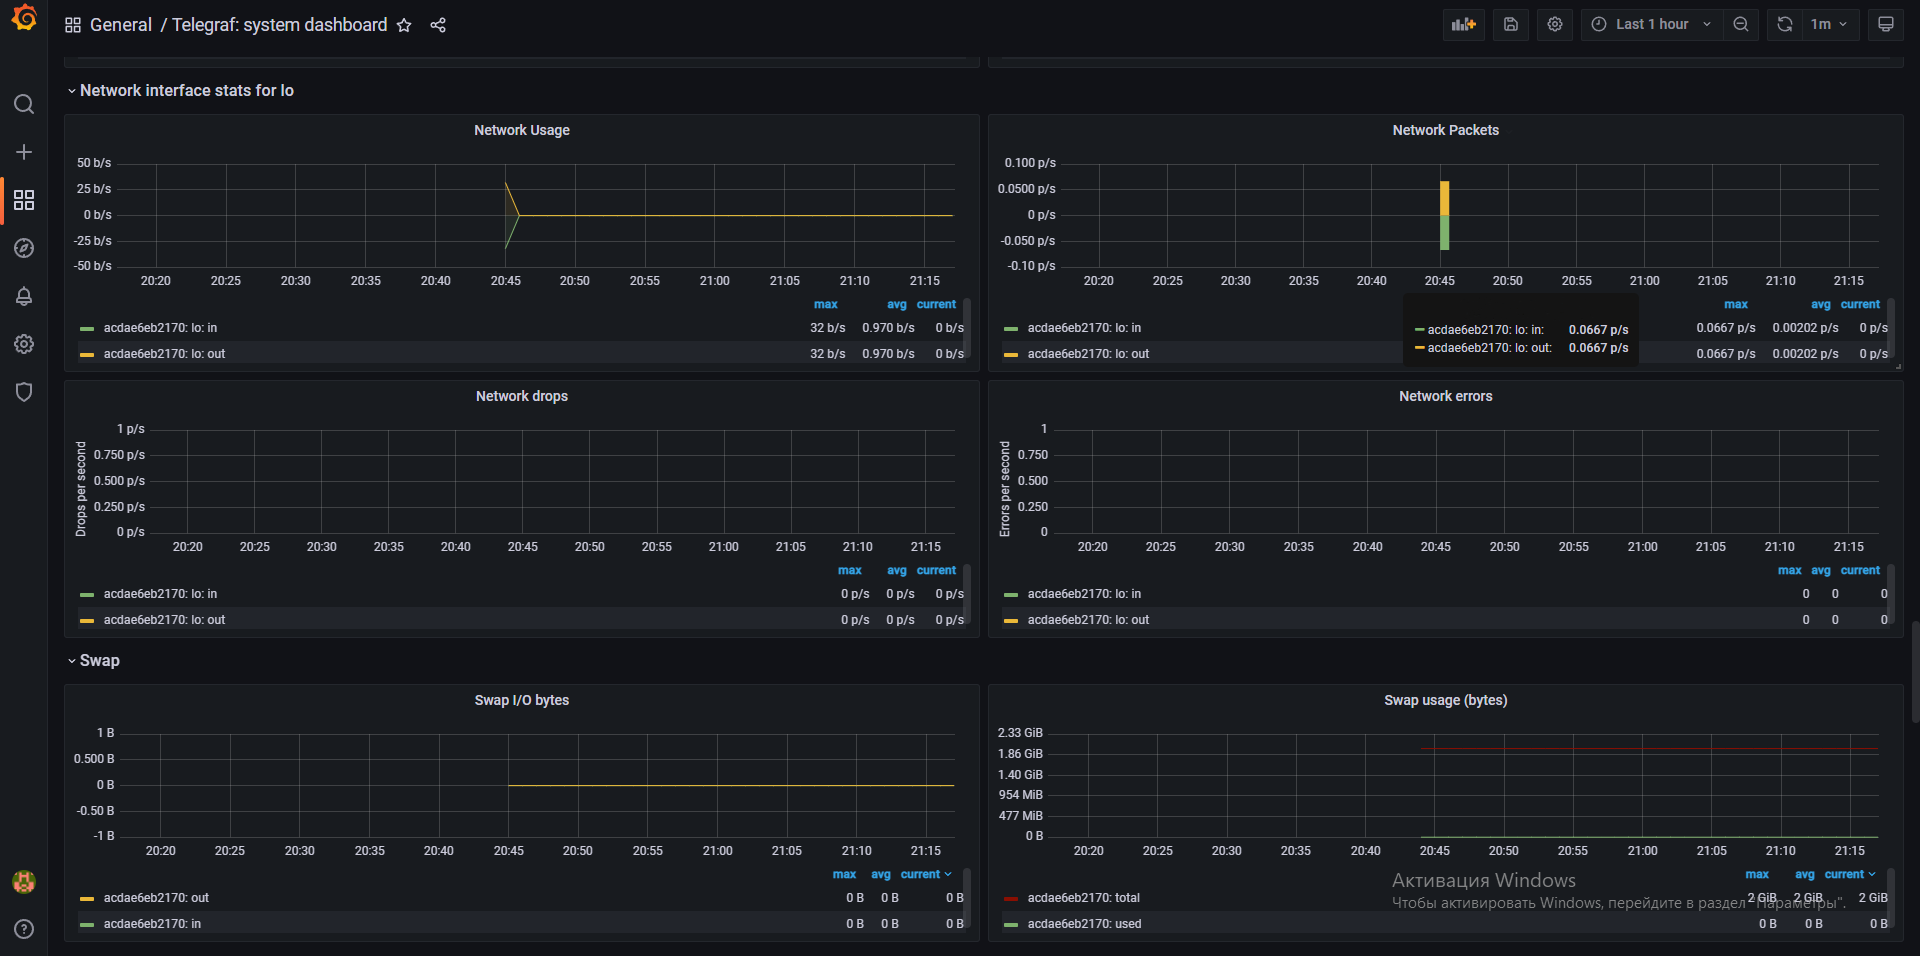 General / Telegraf: system dashboard
Last 1 hour
1m
Network interface stats for lo
Network Usage
50 b/s
25 b/s
0 b/s
-25 b/s
-50 b/s
20:20 20:25 20:30 20:35 20:40 20:45 20:50 20:55 21:00 21:05 21:10 21:15
max avg current
acdae6eb2170: lo: in 32 b/s 0.970 b/s 0 b/s
acdae6eb2170: lo: out 32 b/s 0.970 b/s 0 b/s
Network Packets
0.100 p/s
0.0500 p/s
0 p/s
-0.050 p/s
-0.10 p/s
20:20 20:25 20:30 20:35 20:40 20:45 20:50 20:55 21:00 21:05 21:10 21:15
max avg current
acdae6eb2170: lo: in 0.0667 p/s 0.00202 p/s 0 p/s
acdae6eb2170: lo: out 0.0667 p/s 0.00202 p/s 0 p/s
acdae6eb2170: lo: in: 0.0667 p/s
acdae6eb2170: lo: out: 0.0667 p/s
Network drops
Drops per second
1 p/s
0.750 p/s
0.500 p/s
0.250 p/s
0 p/s
20:20 20:25 20:30 20:35 20:40 20:45 20:50 20:55 21:00 21:05 21:10 21:15
max avg current
acdae6eb2170: lo: in 0 p/s 0 p/s 0 p/s
acdae6eb2170: lo: out 0 p/s 0 p/s 0 p/s
Network errors
Errors per second
1
0.750
0.500
0.250
0
20:20 20:25 20:30 20:35 20:40 20:45 20:50 20:55 21:00 21:05 21:10 21:15
max avg current
acdae6eb2170: lo: in 0 0 0
acdae6eb2170: lo: out 0 0 0
Swap
Swap I/O bytes
1 B
0.500 B
0 B
-0.50 B
-1 B
20:20 20:25 20:30 20:35 20:40 20:45 20:50 20:55 21:00 21:05 21:10 21:15
max avg current
acdae6eb2170: out 0 B 0 B 0 B
acdae6eb2170: in 0 B 0 B 0 B
Swap usage (bytes)
2.33 GiB
1.86 GiB
1.40 GiB
954 MiB
477 MiB
0 B
20:20 20:25 20:30 20:35 20:40 20:45 20:50 20:55 21:00 21:05 21:10 21:15
max avg current
acdae6eb2170: total 2 GiB 2 GiB 2 GiB
acdae6eb2170: used 0 B 0 B 0 B
Активация Windows
Чтобы активировать Windows, перейдите в раздел "Параметры".